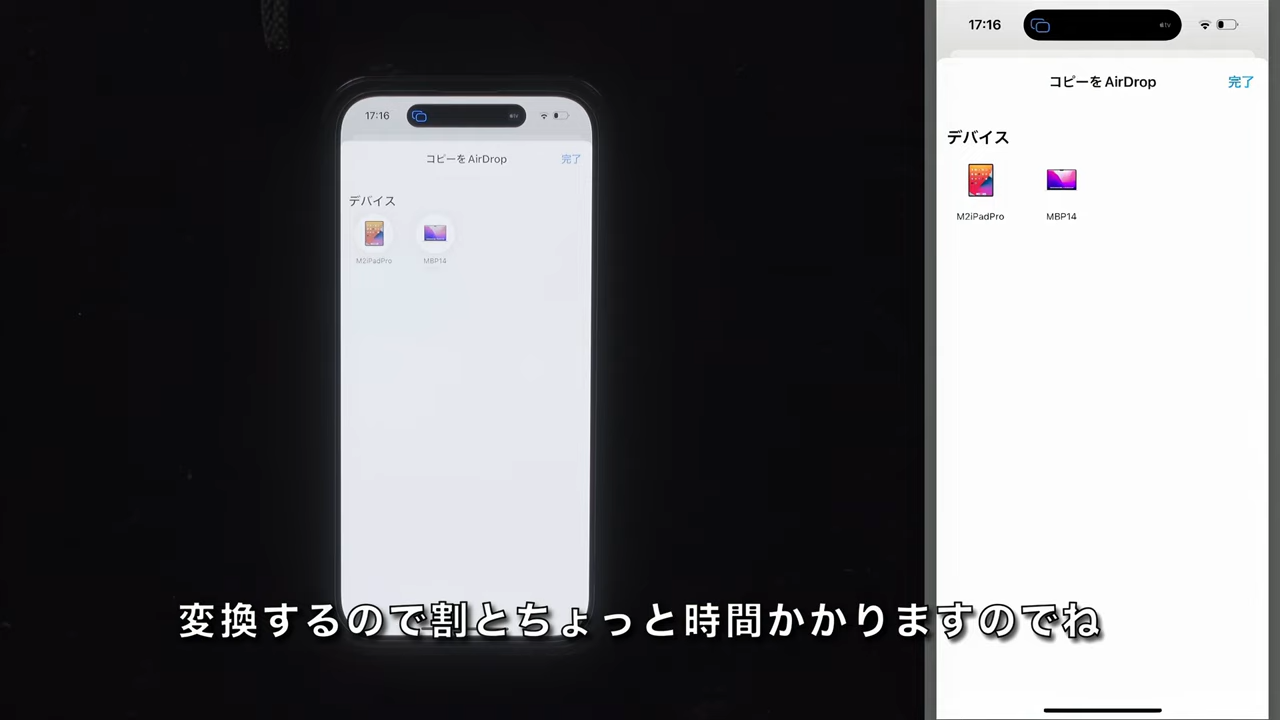 17:16
コピーを AirDrop
完了
デバイス
M2iPadPro
MBP14
17:16
tv
コピーを AirDrop
完了
デバイス
M2iPadPro
MBP14
変換するので割とちょっと時間かかりますのでね